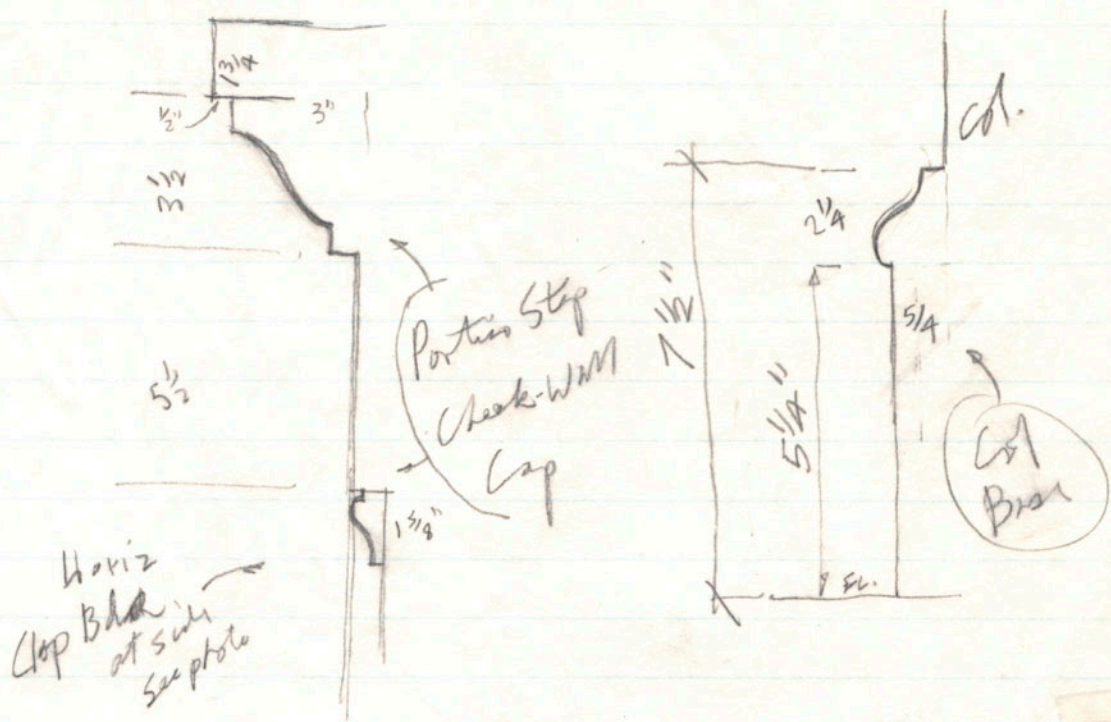 1 3/4
1/2"
3"
3 1/2
5 1/2
1 5/8"
Step
Cheek-Wall
Cap
Horiz
Clap
at side
See photo
Col.
2 1/4"
7 1/2"
5 1/4"
5/4
FL.
Col
Base